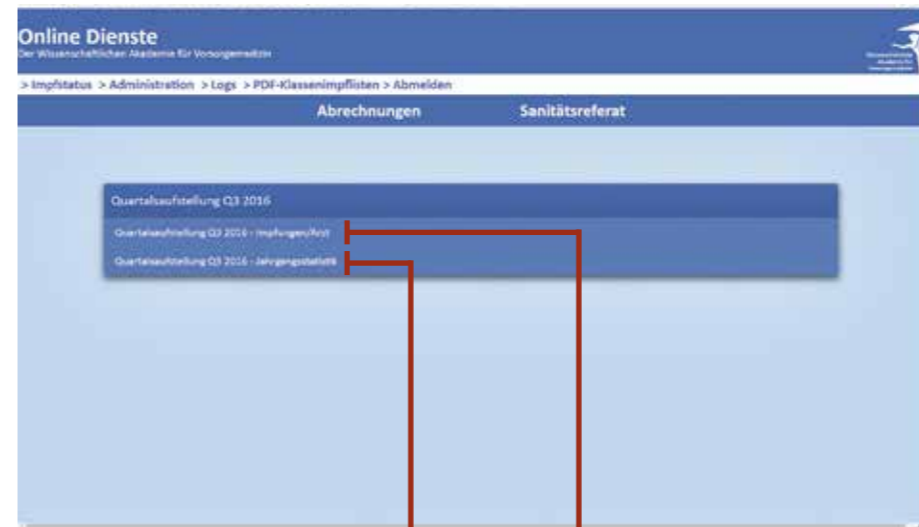 Online Dienste
Der Wissenschaftlichen Akademie für Vorsorgemedizin
> Impfstatus > Administration > Logs > PDF-Klassenimpflisten > Abmelden
Abrechnungen Sanitätsreferat
Quartalsaufstellung Q3 2016
Quartalsaufstellung Q3 2016 - Impfungen/Arzt
Quartalsaufstellung Q3 2016 - Jahrgangsstatistik